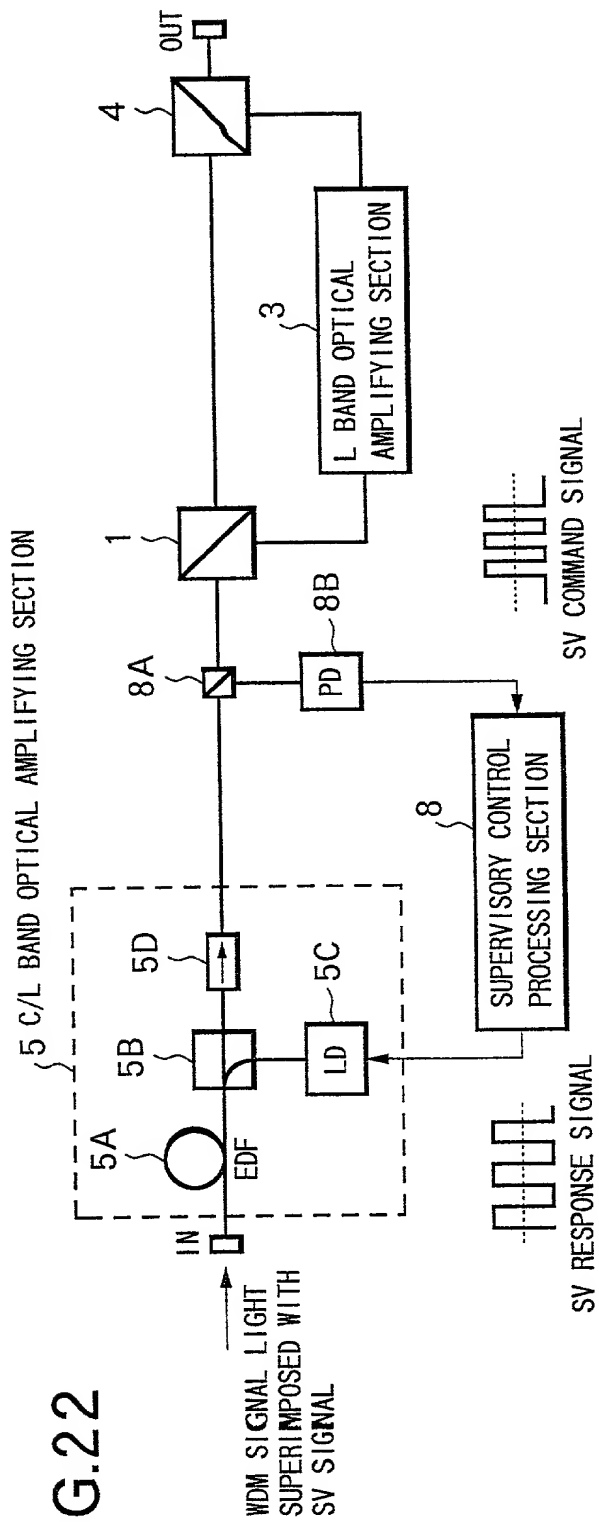 G.22
5 C/L BAND OPTICAL AMPLIFYING SECTION
WDM SIGNAL LIGHT
SUPERIMPOSED WITH
SV SIGNAL
IN
5A
EDF
5B
5D
5C
LD
8A
8B
PD
1
3
L BAND OPTICAL
AMPLIFYING SECTION
4
OUT
8
SUPERVISORY CONTROL
PROCESSING SECTION
SV RESPONSE SIGNAL
SV COMMAND SIGNAL